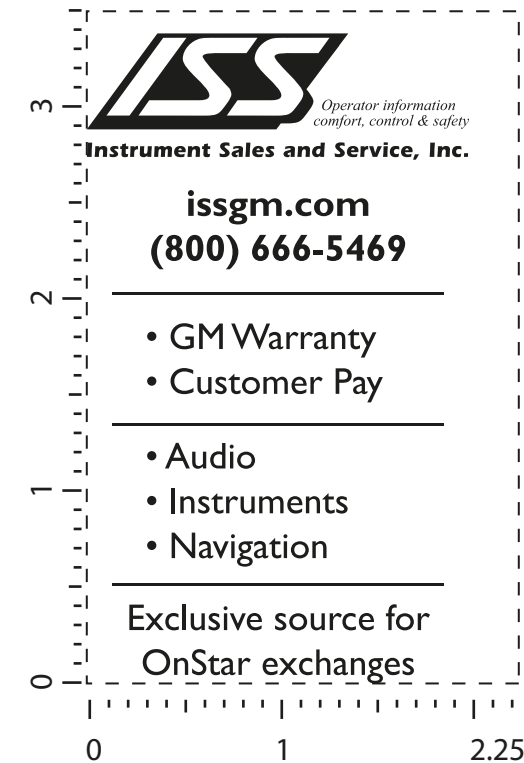 ISS
Operator information
comfort, control & safety
Instrument Sales and Service, Inc.
issgm.com
(800) 666-5469
• GM Warranty
• Customer Pay
• Audio
• Instruments
• Navigation
Exclusive source for
OnStar exchanges
3
2
1
0
0 1 2.25